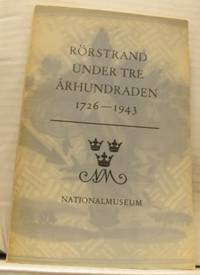 RÖRSTRAND
UNDER TRE
ÅRHUNDRADEN
1726—1943
NM
NATIONALMUSEUM